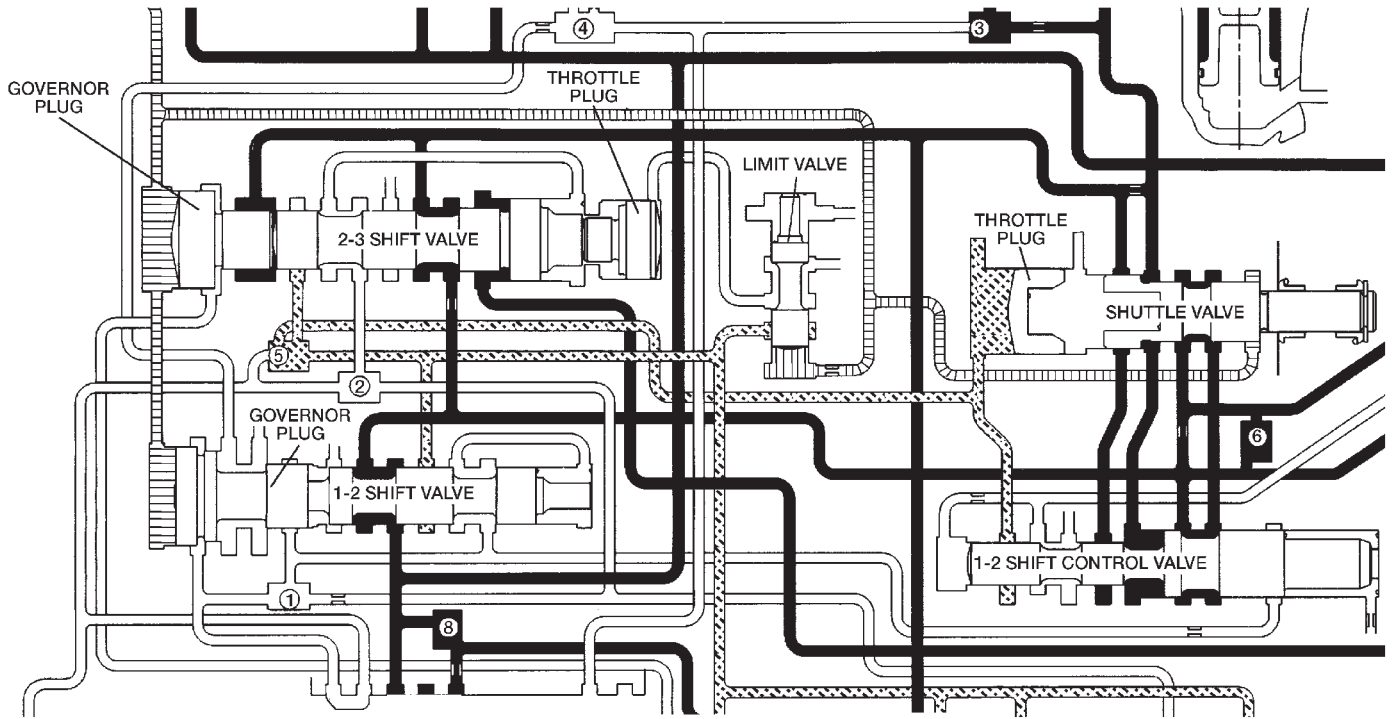 ④
③
GOVERNOR
PLUG
THROTTLE
PLUG
LIMIT VALVE
THROTTLE
PLUG
2-3 SHIFT VALVE
SHUTTLE VALVE
⑤
②
GOVERNOR
PLUG
⑥
1-2 SHIFT VALVE
1-2 SHIFT CONTROL VALVE
①
⑧